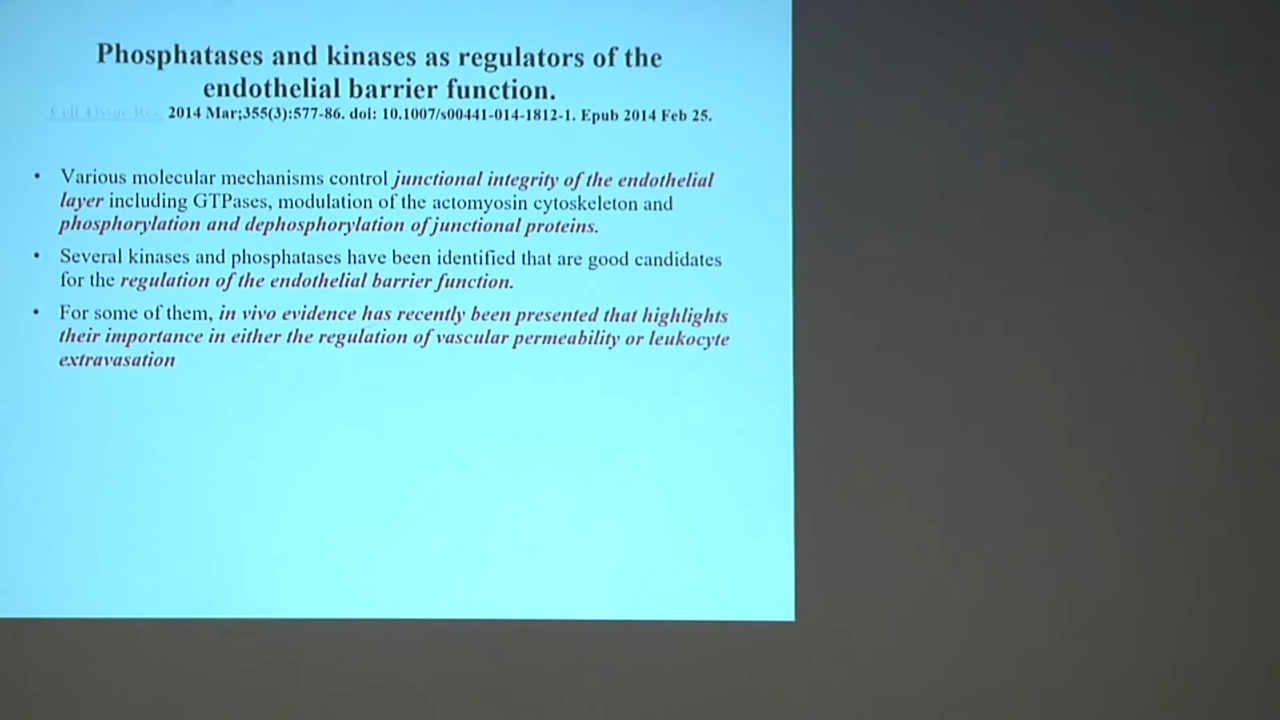 Phosphatases and kinases as regulators of the
endothelial barrier function.
Cell Tissue Res. 2014 Mar;355(3):577-86. doi: 10.1007/s00441-014-1812-1. Epub 2014 Feb 25.
• Various molecular mechanisms control junctional integrity of the endothelial
layer including GTPases, modulation of the actomyosin cytoskeleton and
phosphorylation and dephosphorylation of junctional proteins.
• Several kinases and phosphatases have been identified that are good candidates
for the regulation of the endothelial barrier function.
• For some of them, in vivo evidence has recently been presented that highlights
their importance in either the regulation of vascular permeability or leukocyte
extravasation